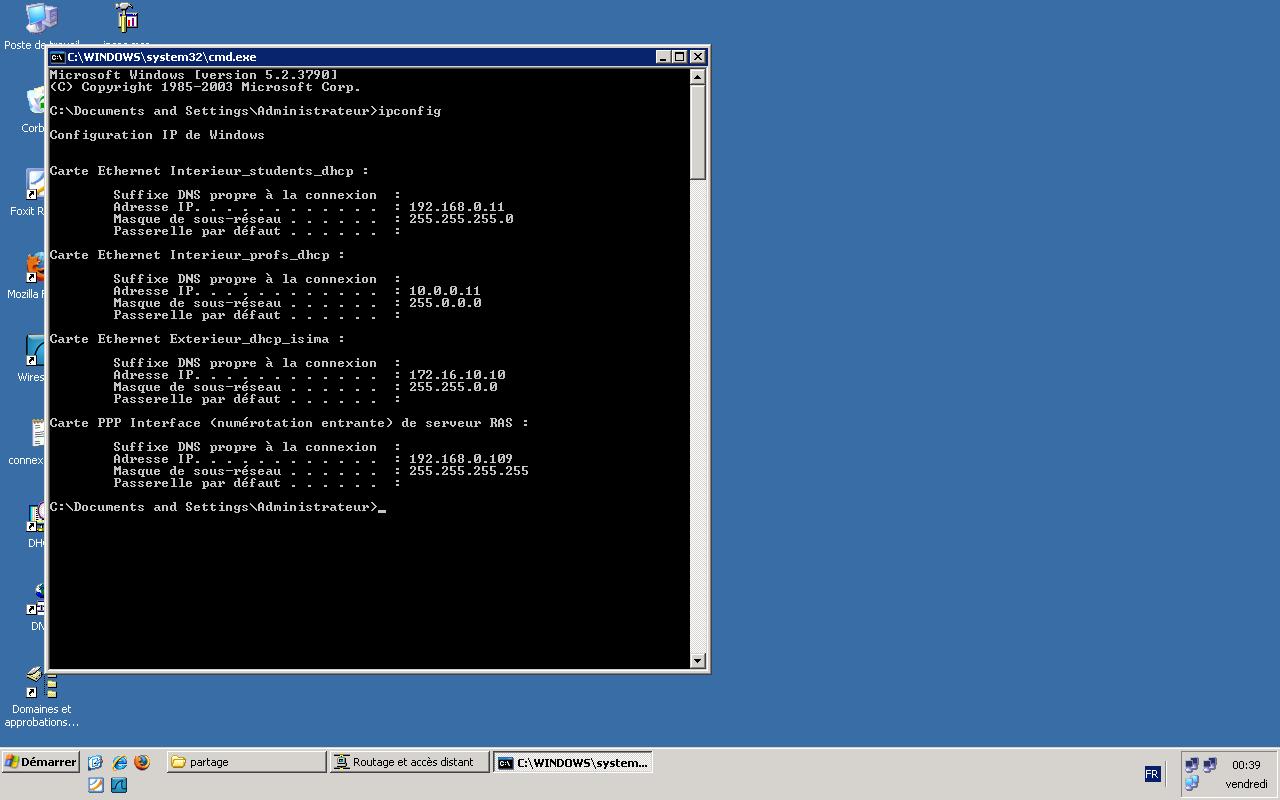 Poste de travail
Corb
Foxit R
Mozilla F
Wires
connex
DH
DN
Domaines et
approbations...
C:\WINDOWS\system32\cmd.exe
Microsoft Windows [version 5.2.3790]
(C) Copyright 1985-2003 Microsoft Corp.
C:\Documents and Settings\Administrateur>ipconfig
Configuration IP de Windows
Carte Ethernet Interieur_students_dhcp :
Suffixe DNS propre à la connexion :
Adresse IP. . . . . . . . . . . . : 192.168.0.11
Masque de sous-réseau . . . . . . : 255.255.255.0
Passerelle par défaut . . . . . . :
Carte Ethernet Interieur_profs_dhcp :
Suffixe DNS propre à la connexion :
Adresse IP. . . . . . . . . . . . : 10.0.0.11
Masque de sous-réseau . . . . . . : 255.0.0.0
Passerelle par défaut . . . . . . :
Carte Ethernet Exterieur_dhcp_isima :
Suffixe DNS propre à la connexion :
Adresse IP. . . . . . . . . . . . : 172.16.10.10
Masque de sous-réseau . . . . . . : 255.255.0.0
Passerelle par défaut . . . . . . :
Carte PPP Interface (numérotation entrante) de serveur RAS :
Suffixe DNS propre à la connexion :
Adresse IP. . . . . . . . . . . . : 192.168.0.109
Masque de sous-réseau . . . . . . : 255.255.255.255
Passerelle par défaut . . . . . . :
C:\Documents and Settings\Administrateur>_
Démarrer
partage
Routage et accès distant
C:\WINDOWS\system...
FR
00:39
vendredi